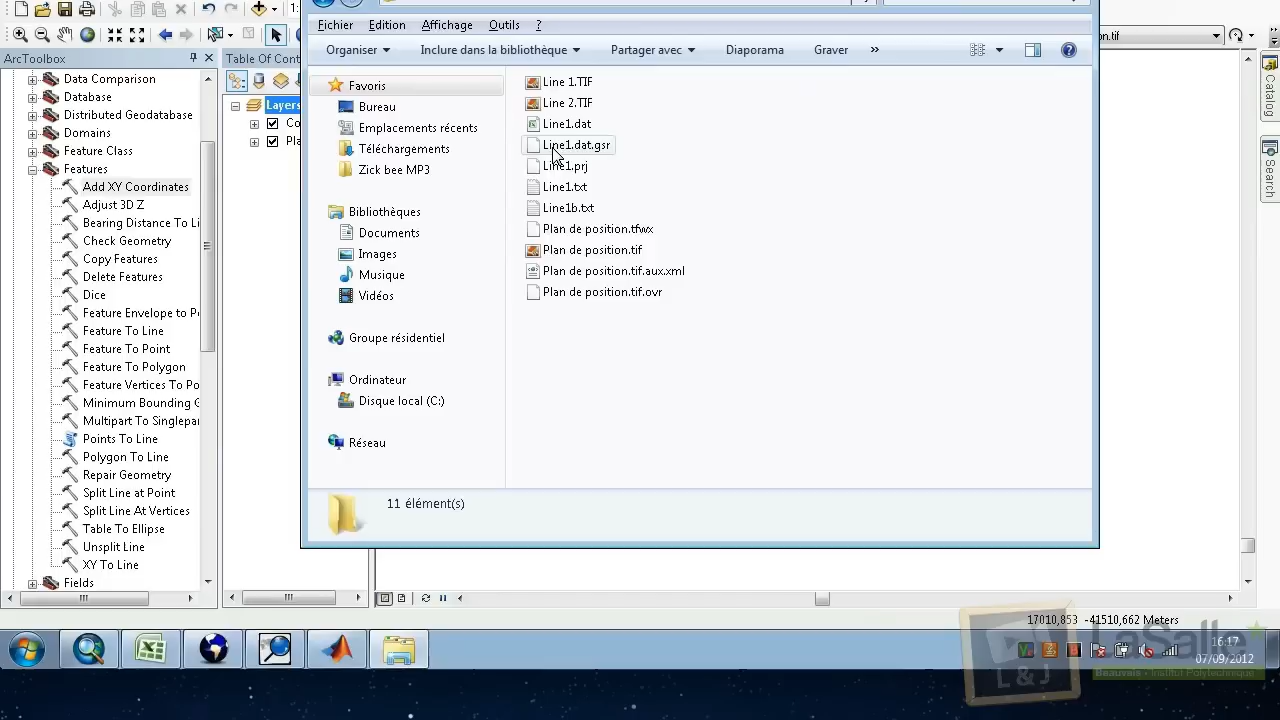 1:
Fichier Edition Affichage Outils ?
.tif
ArcToolbox
Table Of Cont
Organiser Inclure dans la bibliothèque Partager avec Diaporama Graver »
Data Comparison
Database
Distributed Geodatabase
Domains
Feature Class
Features
Add XY Coordinates
Adjust 3D Z
Bearing Distance To Li
Check Geometry
Copy Features
Delete Features
Dice
Feature Envelope to Po
Feature To Line
Feature To Point
Feature To Polygon
Feature Vertices To Po
Minimum Bounding G
Multipart To Singlepar
Points To Line
Polygon To Line
Repair Geometry
Split Line at Point
Split Line At Vertices
Table To Ellipse
Unsplit Line
XY To Line
Fields
Layers
Co
Pla
Favoris
Bureau
Emplacements récents
Téléchargements
Zick bee MP3
Bibliothèques
Documents
Images
Musique
Vidéos
Groupe résidentiel
Ordinateur
Disque local (C:)
Réseau
Line 1.TIF
Line 2.TIF
Line1.dat
Line1.dat.gsr
Line1.prj
Line1.txt
Line1b.txt
Plan de position.tfwx
Plan de position.tif
Plan de position.tif.aux.xml
Plan de position.tif.ovr
11 élément(s)
Catalog
Search
17010,853 -41510,662 Meters
16:17
07/09/2012
L & J
LaSalle
Beauvais - Institut Polytechnique